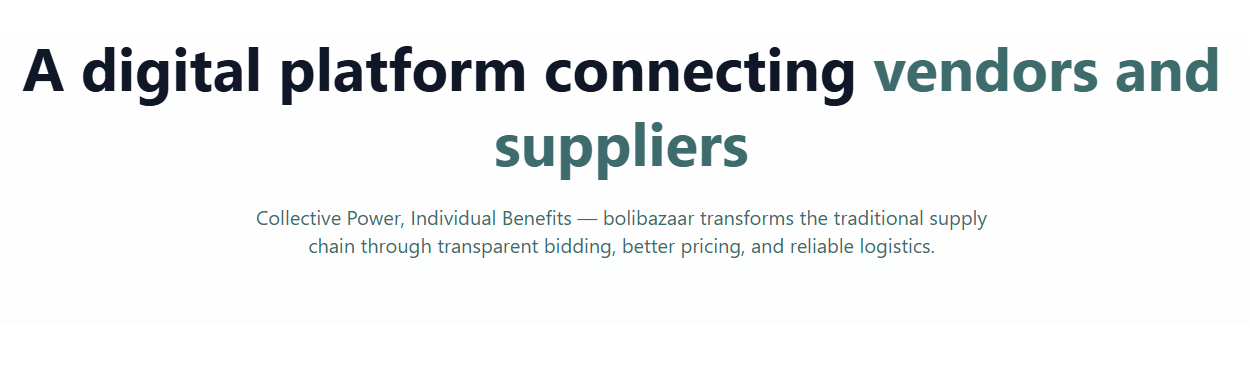 A digital platform connecting vendors and
suppliers
Collective Power, Individual Benefits — bolibazaar transforms the traditional supply
chain through transparent bidding, better pricing, and reliable logistics.